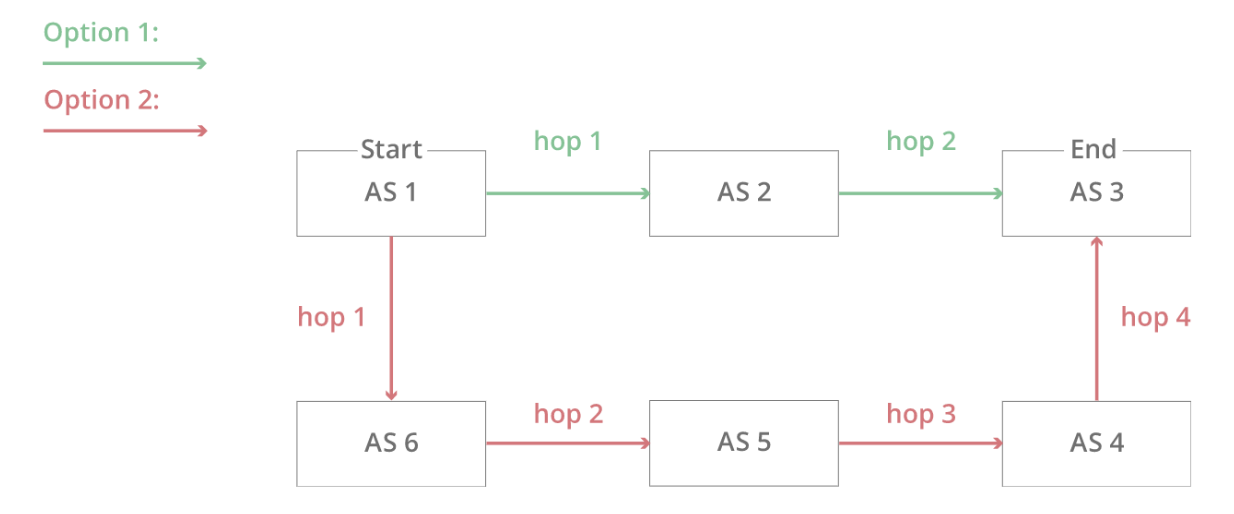 Option 1:
Option 2:
hop 1
hop 2
Start
End
AS 1
AS 2
AS 3
hop 1
hop 4
hop 2
hop 3
AS 6
AS 5
AS 4